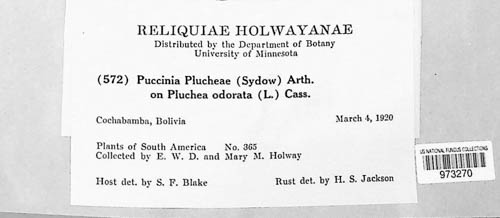 RELIQUIAE HOLWAYANAE
Distributed by the Department of Botany
University of Minnesota
(572) Puccinia Plucheae (Sydow) Arth.
on Pluchea odorata (L.) Cass.
Cochabamba, Bolivia March 4, 1920
Plants of South America No. 365
Collected by E. W. D. and Mary M. Holway
Host det. by S. F. Blake Rust det. by H. S. Jackson
US NATIONAL FUNGUS COLLECTIONS
973270